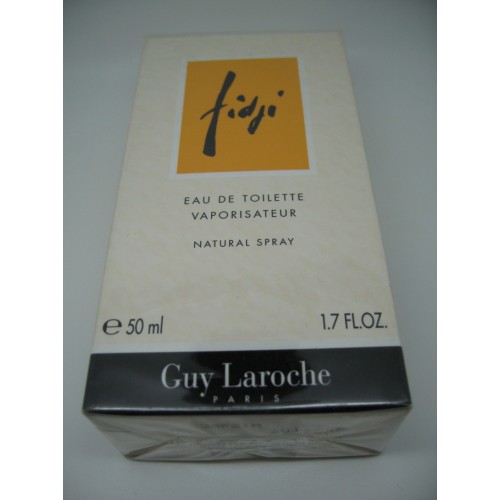 fidji
EAU DE TOILETTE
VAPORISATEUR
NATURAL SPRAY
℮ 50 ml 1.7 FL.OZ.
Guy Laroche
PARIS